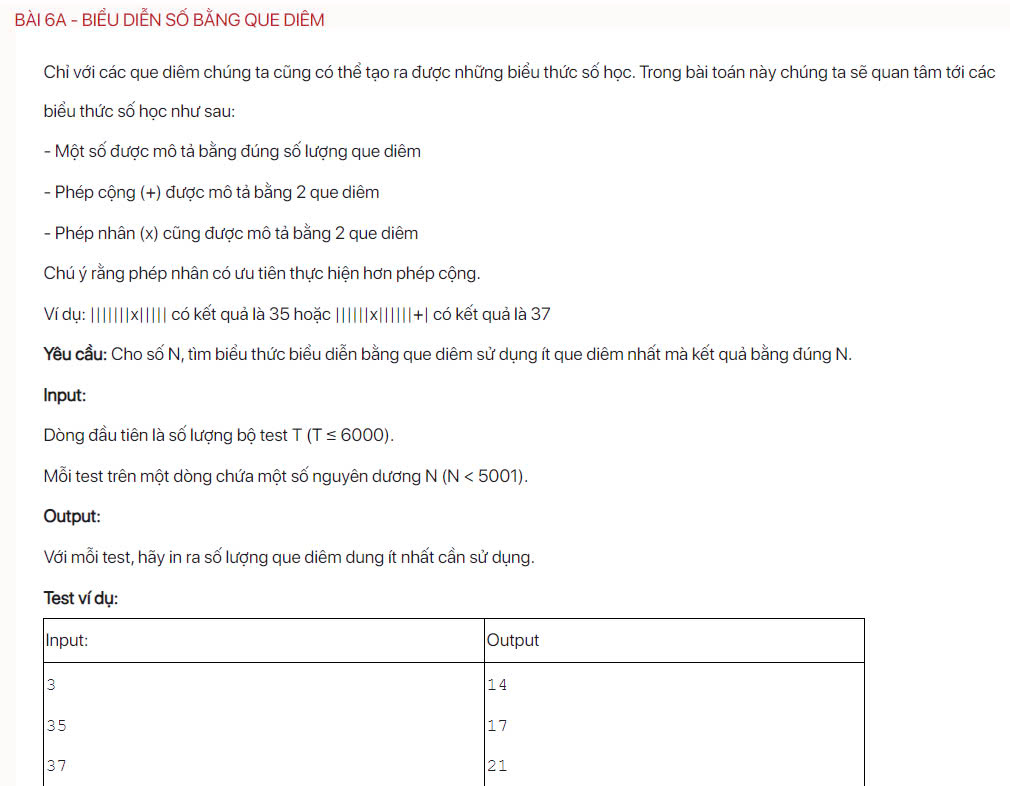 BÀI 6A - BIỂU DIỄN SỐ BẰNG QUE DIÊM
Chỉ với các que diêm chúng ta cũng có thể tạo ra được những biểu thức số học. Trong bài toán này chúng ta sẽ quan tâm tới các
biểu thức số học như sau:
- Một số được mô tả bằng đúng số lượng que diêm
- Phép cộng (+) được mô tả bằng 2 que diêm
- Phép nhân (x) cũng được mô tả bằng 2 que diêm
Chú ý rằng phép nhân có ưu tiên thực hiện hơn phép cộng.
Ví dụ: |||||||x||||| có kết quả là 35 hoặc ||||||x||||||+| có kết quả là 37
Yêu cầu: Cho số N, tìm biểu thức biểu diễn bằng que diêm sử dụng ít que diêm nhất mà kết quả bằng đúng N.
Input:
Dòng đầu tiên là số lượng bộ test T (T ≤ 6000).
Mỗi test trên một dòng chứa một số nguyên dương N (N < 5001).
Output:
Với mỗi test, hãy in ra số lượng que diêm dung ít nhất cần sử dụng.
Test ví dụ:
Input: Output
3 14
35 17
37 21